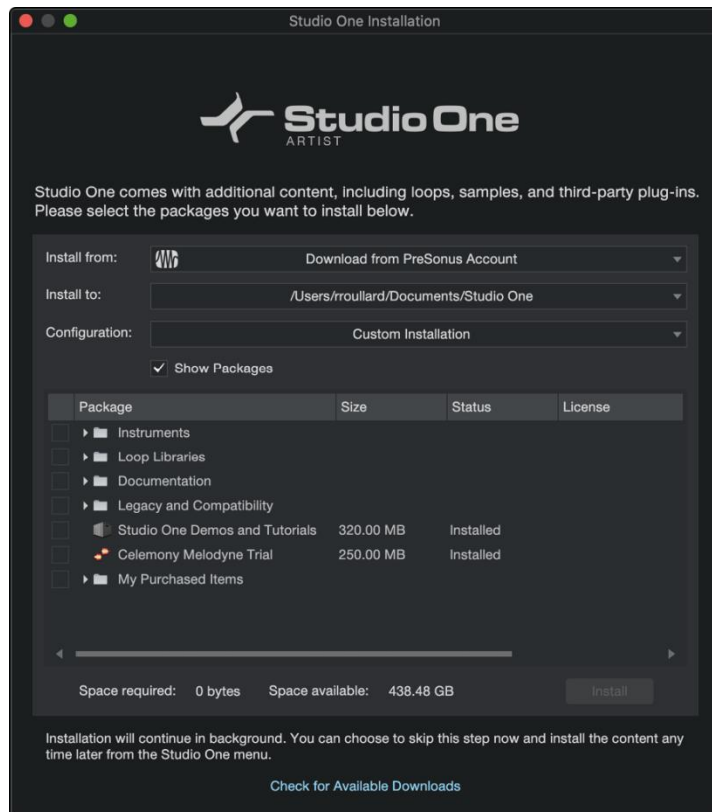 Studio One Installation
Studio One
ARTIST
Studio One comes with additional content, including loops, samples, and third-party plug-ins.
Please select the packages you want to install below.
Install from: Download from PreSonus Account
Install to: /Users/rroullard/Documents/Studio One
Configuration: Custom Installation
Show Packages
Package Size Status License
Instruments
Loop Libraries
Documentation
Legacy and Compatibility
Studio One Demos and Tutorials 320.00 MB Installed
Celemony Melodyne Trial 250.00 MB Installed
My Purchased Items
Space required: 0 bytes Space available: 438.48 GB Install
Installation will continue in background. You can choose to skip this step now and install the content any
time later from the Studio One menu.
Check for Available Downloads